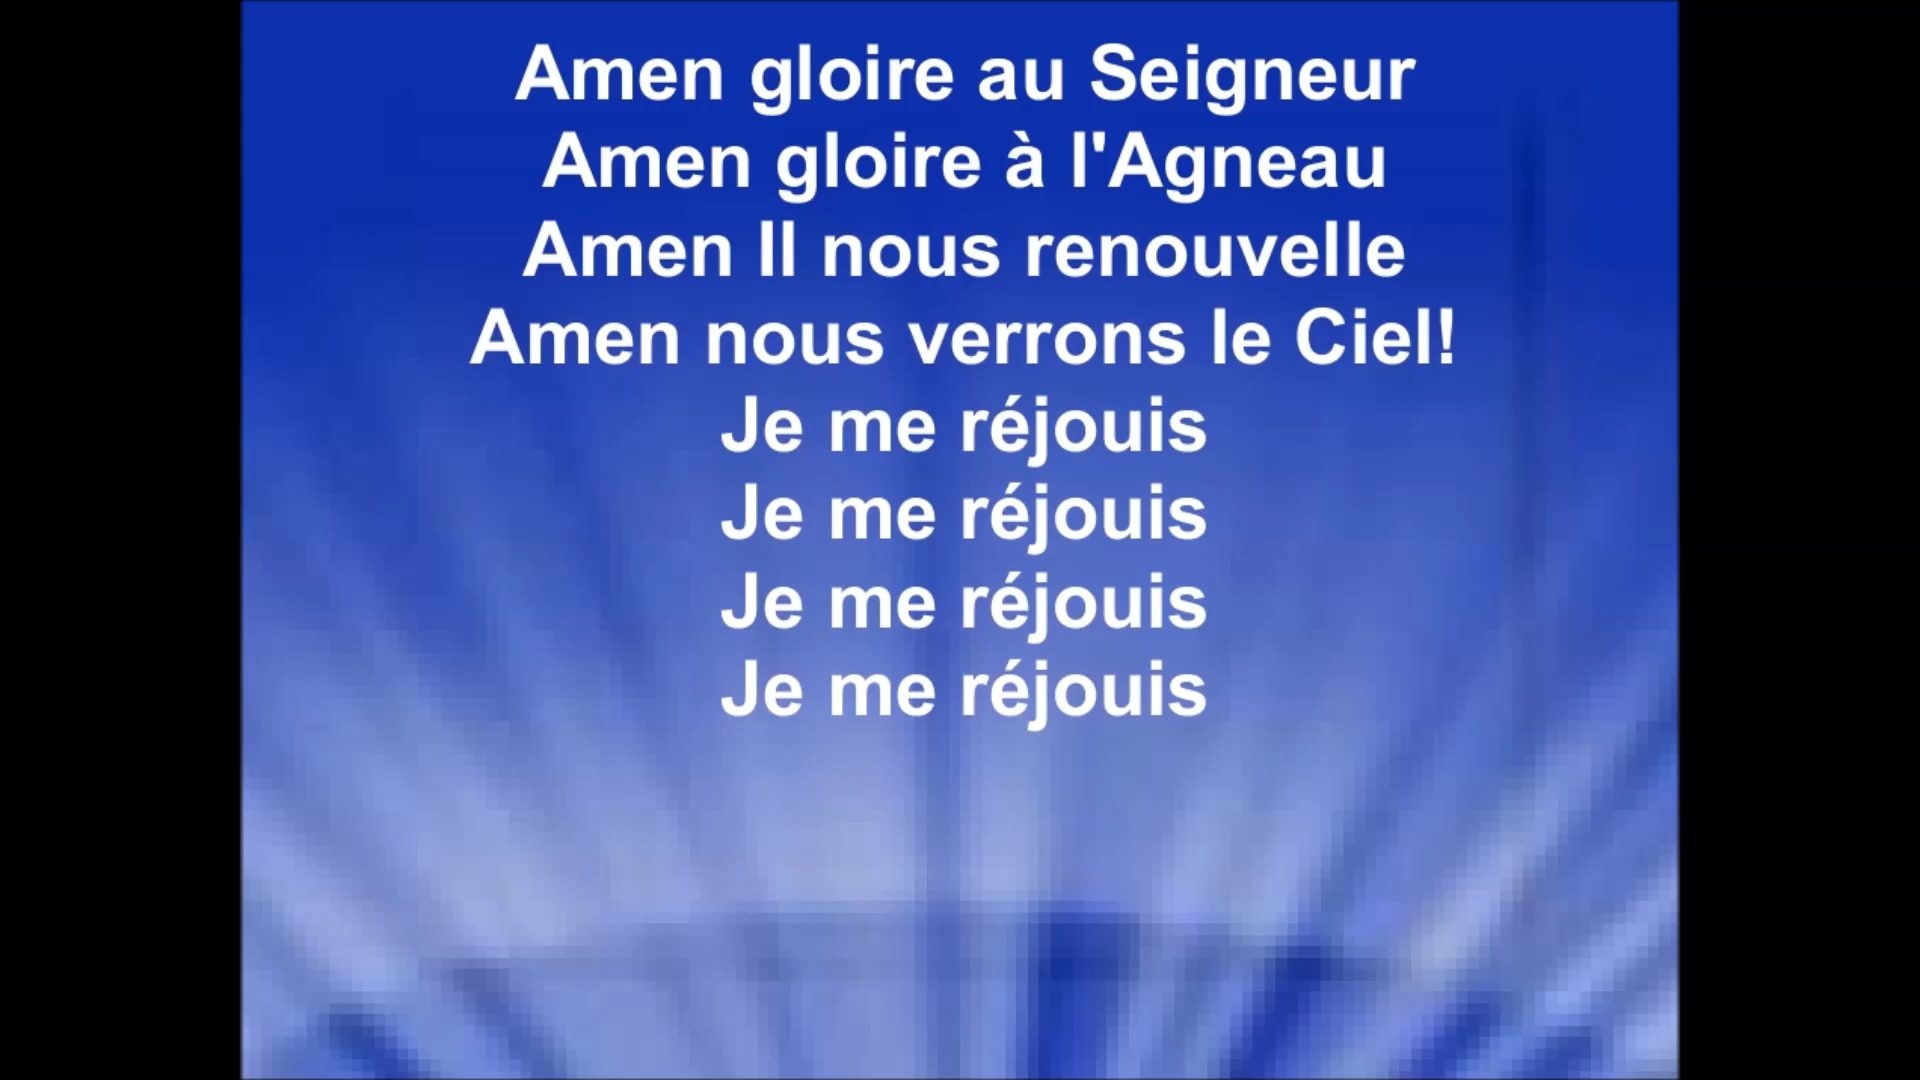 Amen gloire au Seigneur
Amen gloire à l'Agneau
Amen Il nous renouvelle
Amen nous verrons le Ciel!
Je me réjouis
Je me réjouis
Je me réjouis
Je me réjouis